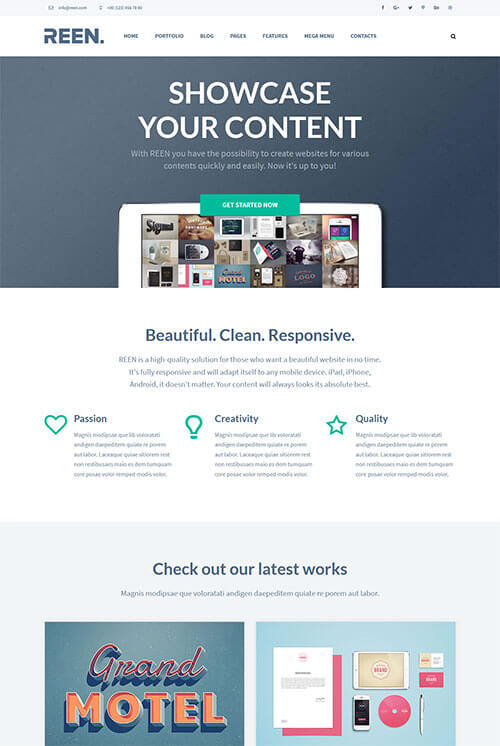 info@reen.com +00 (123) 456 78 90
REEN.
HOME PORTFOLIO BLOG PAGES FEATURES MEGA MENU CONTACTS
SHOWCASE
YOUR CONTENT
With REEN you have the possibility to create websites for various
contents quickly and easily. Now it's up to you!
GET STARTED NOW
Grand
MOTEL
LOGO
Beautiful. Clean. Responsive.
REEN is a high-quality solution for those who want a beautiful website in no time.
It's fully responsive and will adapt itself to any mobile device. iPad, iPhone,
Android, it doesn't matter. Your content will always looks its absolute best.
Passion
Magnis modipsae que lib voloratati
andigen daepeditem quiate re porem
aut labor. Laceaque quiae sitiorem rest
non restibusaes maio es dem tumquam
core posae volor remped modis volor.
Creativity
Magnis modipsae que lib voloratati
andigen daepeditem quiate re porem
aut labor. Laceaque quiae sitiorem rest
non restibusaes maio es dem tumquam
core posae volor remped modis volor.
Quality
Magnis modipsae que lib voloratati
andigen daepeditem quiate re porem
aut labor. Laceaque quiae sitiorem rest
non restibusaes maio es dem tumquam
core posae volor remped modis volor.
Check out our latest works
Magnis modipsae que voloratati andigen daepeditem quiate re porem aut labor.
Grand
MOTEL
BRAND
BRAND